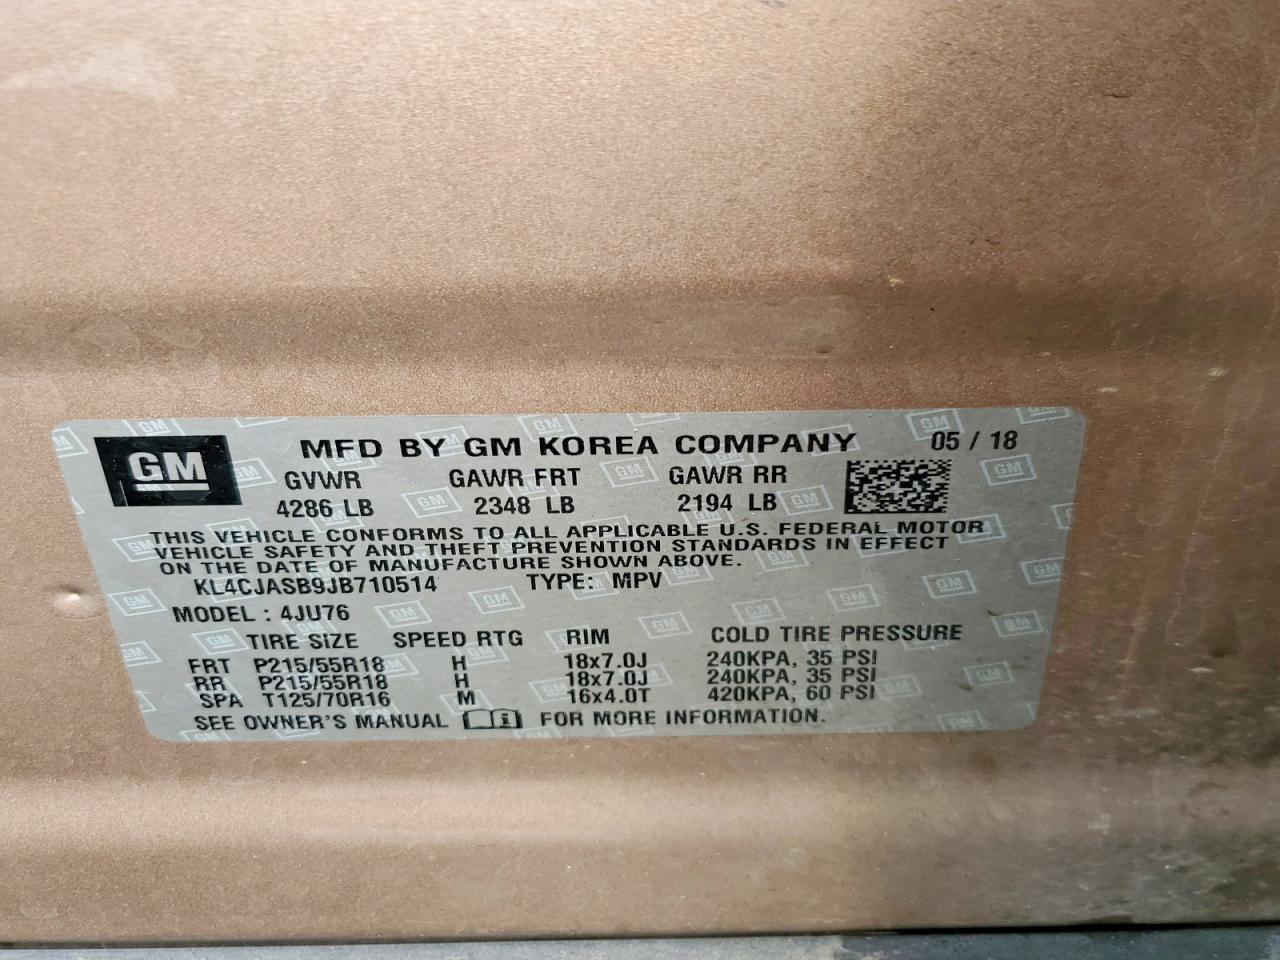 GM
MFD BY GM KOREA COMPANY 05 / 18
GVWR GAWR FRT GAWR RR
4286 LB 2348 LB 2194 LB
THIS VEHICLE CONFORMS TO ALL APPLICABLE U.S. FEDERAL MOTOR
VEHICLE SAFETY AND THEFT PREVENTION STANDARDS IN EFFECT
ON THE DATE OF MANUFACTURE SHOWN ABOVE.
KL4CJASB9JB710514 TYPE: MPV
MODEL : 4JU76
TIRE SIZE SPEED RTG RIM COLD TIRE PRESSURE
FRT P215/55R18 H 18x7.0J 240KPA, 35 PSI
RR P215/55R18 H 18x7.0J 240KPA, 35 PSI
SPA T125/70R16 M 16x4.0T 420KPA, 60 PSI
SEE OWNER'S MANUAL i FOR MORE INFORMATION.